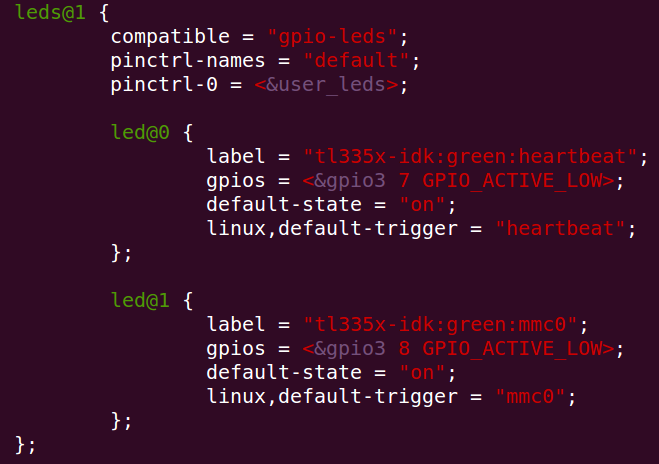 leds@1 {
compatible = "gpio-leds";
pinctrl-names = "default";
pinctrl-0 = <&user_leds>;
led@0 {
label = "tl335x-idk:green:heartbeat";
gpios = <&gpio3 7 GPIO_ACTIVE_LOW>;
default-state = "on";
linux,default-trigger = "heartbeat";
};
led@1 {
label = "tl335x-idk:green:mmc0";
gpios = <&gpio3 8 GPIO_ACTIVE_LOW>;
default-state = "on";
linux,default-trigger = "mmc0";
};
};